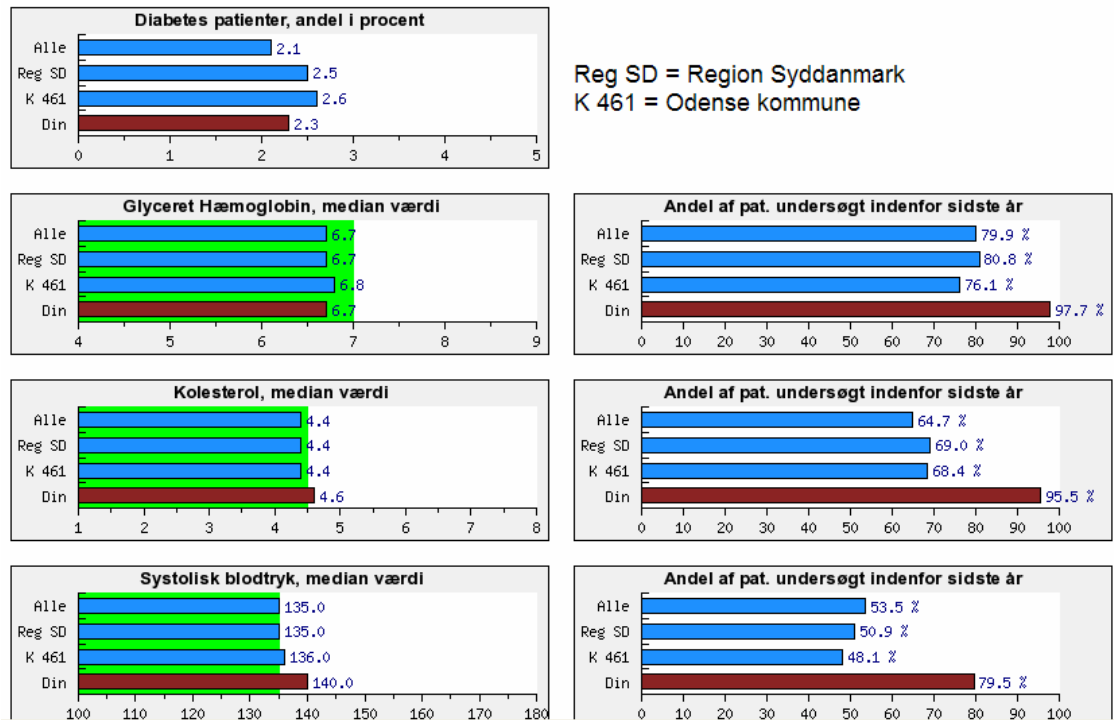 Diabetes patienter, andel i procent
Alle 2.1
Reg SD 2.5
K 461 2.6
Din 2.3
0 1 2 3 4 5
Reg SD = Region Syddanmark
K 461 = Odense kommune
Glyceret Hæmoglobin, median værdi
Alle 6.7
Reg SD 6.7
K 461 6.8
Din 6.7
4 5 6 7 8 9
Andel af pat. undersøgt indenfor sidste år
Alle 79.9 %
Reg SD 80.8 %
K 461 76.1 %
Din 97.7 %
0 10 20 30 40 50 60 70 80 90 100
Kolesterol, median værdi
Alle 4.4
Reg SD 4.4
K 461 4.4
Din 4.6
1 2 3 4 5 6 7 8
Andel af pat. undersøgt indenfor sidste år
Alle 64.7 %
Reg SD 69.0 %
K 461 68.4 %
Din 95.5 %
0 10 20 30 40 50 60 70 80 90 100
Systolisk blodtryk, median værdi
Alle 135.0
Reg SD 135.0
K 461 136.0
Din 140.0
100 110 120 130 140 150 160 170 180
Andel af pat. undersøgt indenfor sidste år
Alle 53.5 %
Reg SD 50.9 %
K 461 48.1 %
Din 79.5 %
0 10 20 30 40 50 60 70 80 90 100